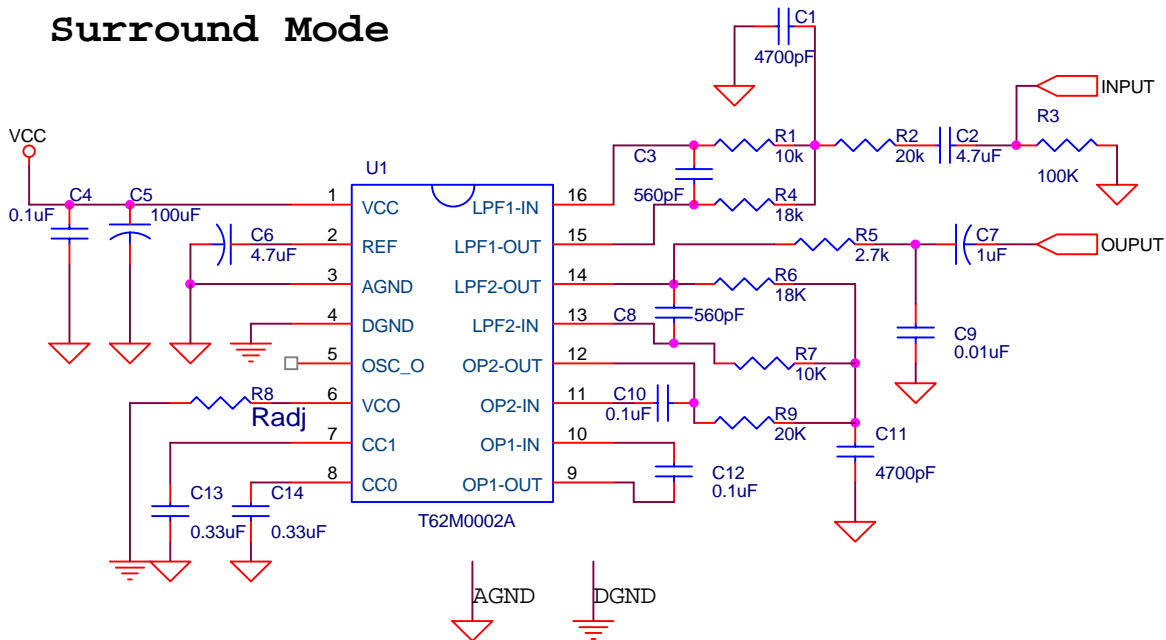 Surround Mode
C1
4700pF
INPUT
R3
100K
R1
10k
R2
20k
C2
4.7uF
C3
560pF
R4
18k
VCC
C4
0.1uF
C5
100uF
C6
4.7uF
U1
1 VCC LPF1-IN 16
2 REF LPF1-OUT 15
3 AGND LPF2-OUT 14
4 DGND LPF2-IN 13
5 OSC_O OP2-OUT 12
6 VCO OP2-IN 11
7 CC1 OP1-IN 10
8 CC0 OP1-OUT 9
T62M0002A
R5
2.7k
C7
1uF
OUPUT
R6
18K
C8
560pF
C9
0.01uF
R7
10K
R8
Radj
C10
0.1uF
R9
20K
C11
4700pF
C12
0.1uF
C13
0.33uF
C14
0.33uF
AGND
DGND